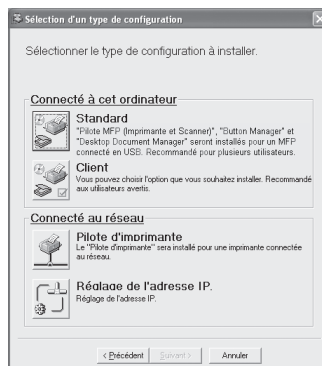 Sélection d'un type de configuration
Sélectionner le type de configuration à installer.
Connecté à cet ordinateur
Standard
"Pilote MFP (Imprimante et Scanner)", "Button Manager" et
"Desktop Document Manager" seront installés pour un MFP
connecté en USB. Recommandé pour plusieurs utilisateurs.
Client
Vous pouvez choisir l'option que vous souhaitez installer. Recommandé
aux utilisateurs avertis.
Connecté au réseau
Pilote d'imprimante
Le "Pilote d'imprimante" sera installé pour une imprimante connectée
au réseau.
Réglage de l'adresse IP.
Réglage de l'adresse IP.
< Précédent
Suivant >
Annuler